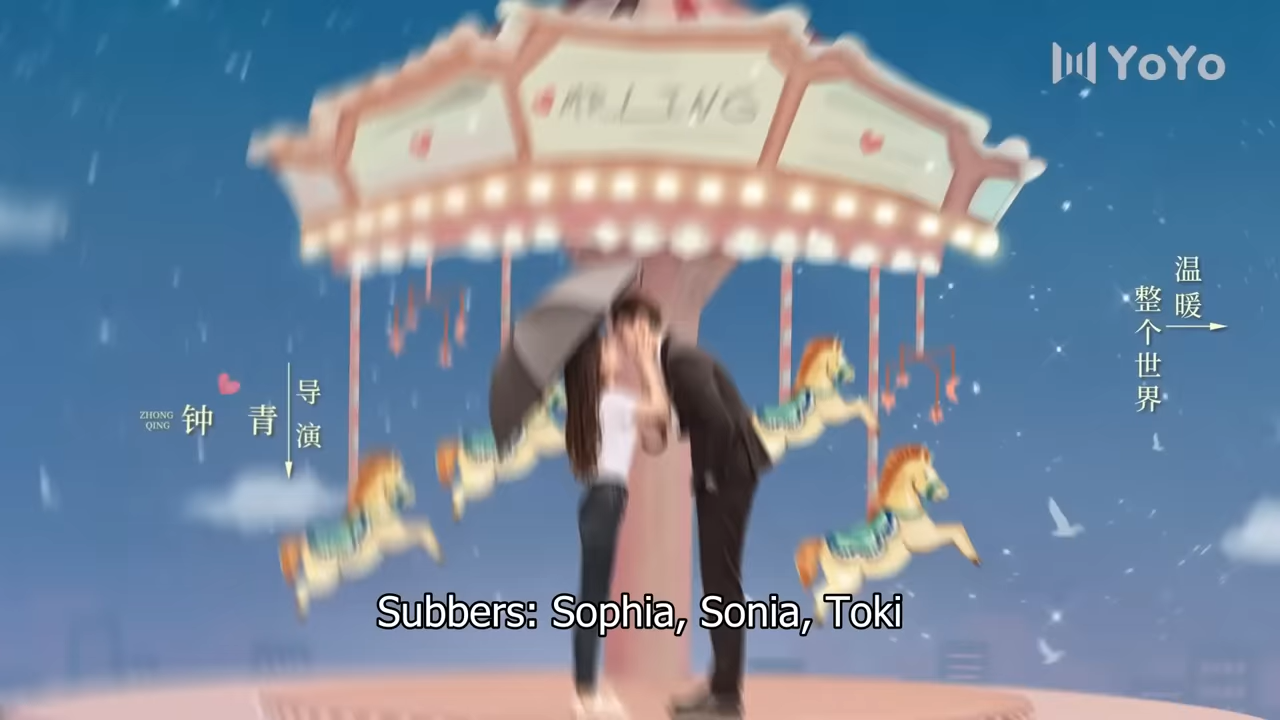 YoYo
温暖
整个世界
导演
钟 青
ZHONG
QING
Subbers: Sophia, Sonia, Toki